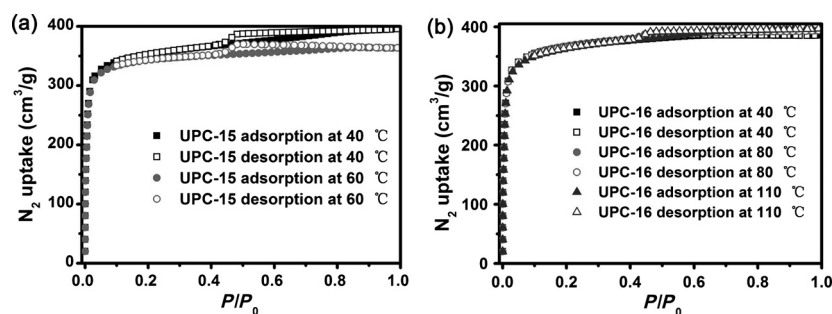 (a)
400
300
200
100
0
N₂ uptake (cm³/g)
UPC-15 adsorption at 40 ℃
UPC-15 desorption at 40 ℃
UPC-15 adsorption at 60 ℃
UPC-15 desorption at 60 ℃
0.0 0.2 0.4 0.6 0.8 1.0
P/P₀
(b)
400
300
200
100
0
N₂ uptake (cm³/g)
UPC-16 adsorption at 40 ℃
UPC-16 desorption at 40 ℃
UPC-16 adsorption at 80 ℃
UPC-16 desorption at 80 ℃
UPC-16 adsorption at 110 ℃
UPC-16 desorption at 110 ℃
0.0 0.2 0.4 0.6 0.8 1.0
P/P₀